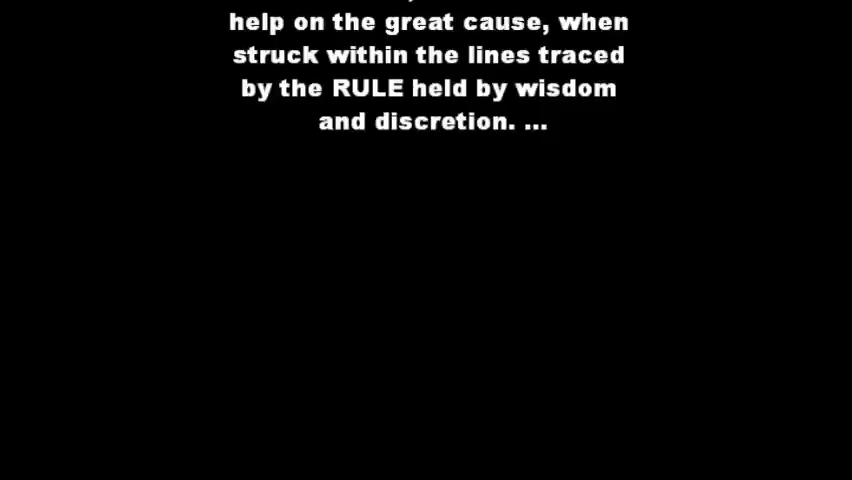 help on the great cause, when
struck within the lines traced
by the RULE held by wisdom
and discretion. ...